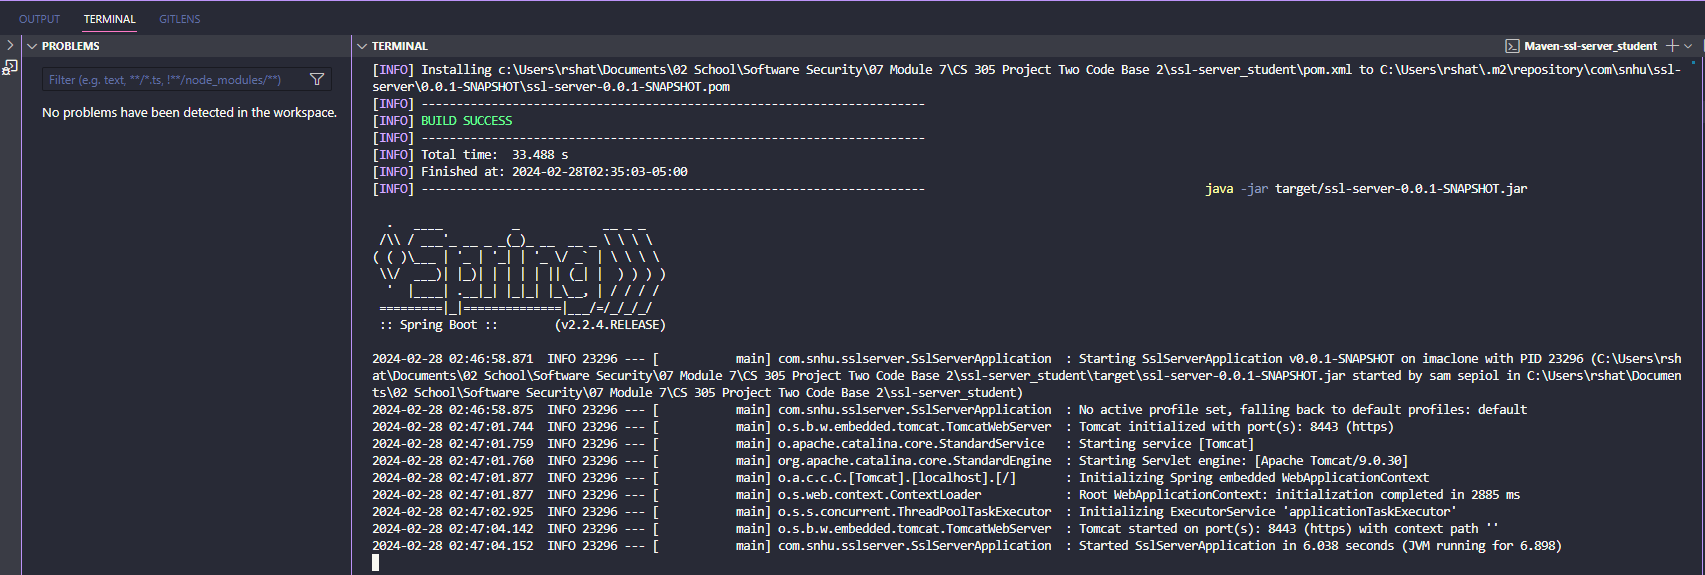 OUTPUT TERMINAL GITLENS
PROBLEMS
Filter (e.g. text, **/*.ts, !**/node_modules/**)
No problems have been detected in the workspace.
TERMINAL
Maven-ssl-server_student
[INFO] Installing c:\Users\rshat\Documents\02 School\Software Security\07 Module 7\CS 305 Project Two Code Base 2\ssl-server_student\pom.xml to C:\Users\rshat\.m2\repository\com\snhu\ssl-
server\0.0.1-SNAPSHOT\ssl-server-0.0.1-SNAPSHOT.pom
[INFO] ------------------------------------------------------------------------
[INFO] BUILD SUCCESS
[INFO] ------------------------------------------------------------------------
[INFO] Total time:  33.488 s
[INFO] Finished at: 2024-02-28T02:35:03-05:00
[INFO] ------------------------------------------------------------------------ java -jar target/ssl-server-0.0.1-SNAPSHOT.jar
  .   ____          _            __ _ _
 /\\ / ___'_ __ _ _(_)_ __  __ _ \ \ \ \
( ( )\___ | '_ | '_| | '_ \/ _` | \ \ \ \
 \\/  ___)| |_)| | | | | || (_| |  ) ) ) )
  '  |____| .__|_| |_|_| |_\__, | / / / /
 =========|_|==============|___/=/_/_/_/
 :: Spring Boot ::        (v2.2.4.RELEASE)
2024-02-28 02:46:58.871  INFO 23296 --- [           main] com.snhu.sslserver.SslServerApplication  : Starting SslServerApplication v0.0.1-SNAPSHOT on imaclone with PID 23296 (C:\Users\rsh
at\Documents\02 School\Software Security\07 Module 7\CS 305 Project Two Code Base 2\ssl-server_student\target\ssl-server-0.0.1-SNAPSHOT.jar started by sam sepiol in C:\Users\rshat\Documen
ts\02 School\Software Security\07 Module 7\CS 305 Project Two Code Base 2\ssl-server_student)
2024-02-28 02:46:58.875  INFO 23296 --- [           main] com.snhu.sslserver.SslServerApplication  : No active profile set, falling back to default profiles: default
2024-02-28 02:47:01.744  INFO 23296 --- [           main] o.s.b.w.embedded.tomcat.TomcatWebServer  : Tomcat initialized with port(s): 8443 (https)
2024-02-28 02:47:01.759  INFO 23296 --- [           main] o.apache.catalina.core.StandardService   : Starting service [Tomcat]
2024-02-28 02:47:01.760  INFO 23296 --- [           main] org.apache.catalina.core.StandardEngine  : Starting Servlet engine: [Apache Tomcat/9.0.30]
2024-02-28 02:47:01.877  INFO 23296 --- [           main] o.a.c.c.C.[Tomcat].[localhost].[/]       : Initializing Spring embedded WebApplicationContext
2024-02-28 02:47:01.877  INFO 23296 --- [           main] o.s.web.context.ContextLoader            : Root WebApplicationContext: initialization completed in 2885 ms
2024-02-28 02:47:02.925  INFO 23296 --- [           main] o.s.s.concurrent.ThreadPoolTaskExecutor  : Initializing ExecutorService 'applicationTaskExecutor'
2024-02-28 02:47:04.142  INFO 23296 --- [           main] o.s.b.w.embedded.tomcat.TomcatWebServer  : Tomcat started on port(s): 8443 (https) with context path ''
2024-02-28 02:47:04.152  INFO 23296 --- [           main] com.snhu.sslserver.SslServerApplication  : Started SslServerApplication in 6.038 seconds (JVM running for 6.898)